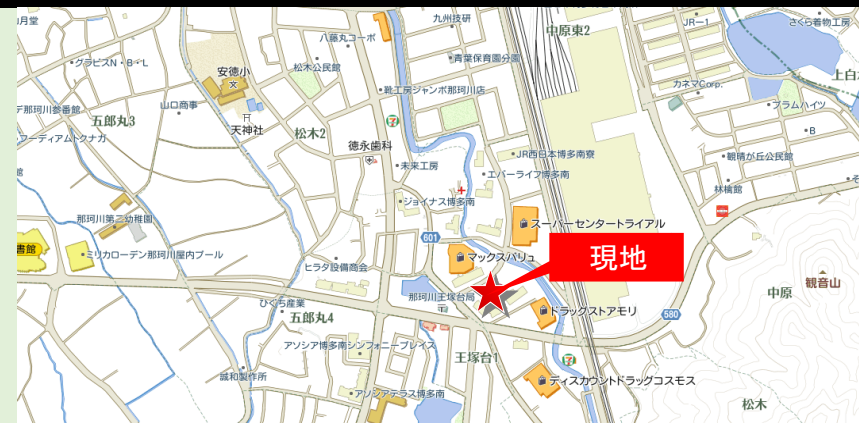 月堂
九州技研
中原東2
JR−1
さくら着物工房
八藤丸コーポ
グラビスN・B・L
安徳小
文
松木公民館
青葉保育園分園
上白
靴工房ジャンボ那珂川店
カネマCorp.
プラムハイツ
那珂川参番館
山口商事
五郎丸3
天神社
松木2
B
フーディアムトクナガ
徳永歯科
未来工房
JR西日本博多南寮
観晴が丘公民館
エバーライフ博多南
林檎館
館
ジョイナス博多南
那珂川第二幼稚園
スーパーセンタートライアル
601
書館
ミリカローデン那珂川屋内プール
マックスバリュ
現地
ヒラタ設備商会
観音山
中原
那珂川王塚台局
ひぐち産業
五郎丸4
ドラッグストアモリ
580
アソシア博多南シンフォニープレイス
王塚台1
誠和製作所
ディスカウントドラッグコスモス
アソシアテラス博多南
松木